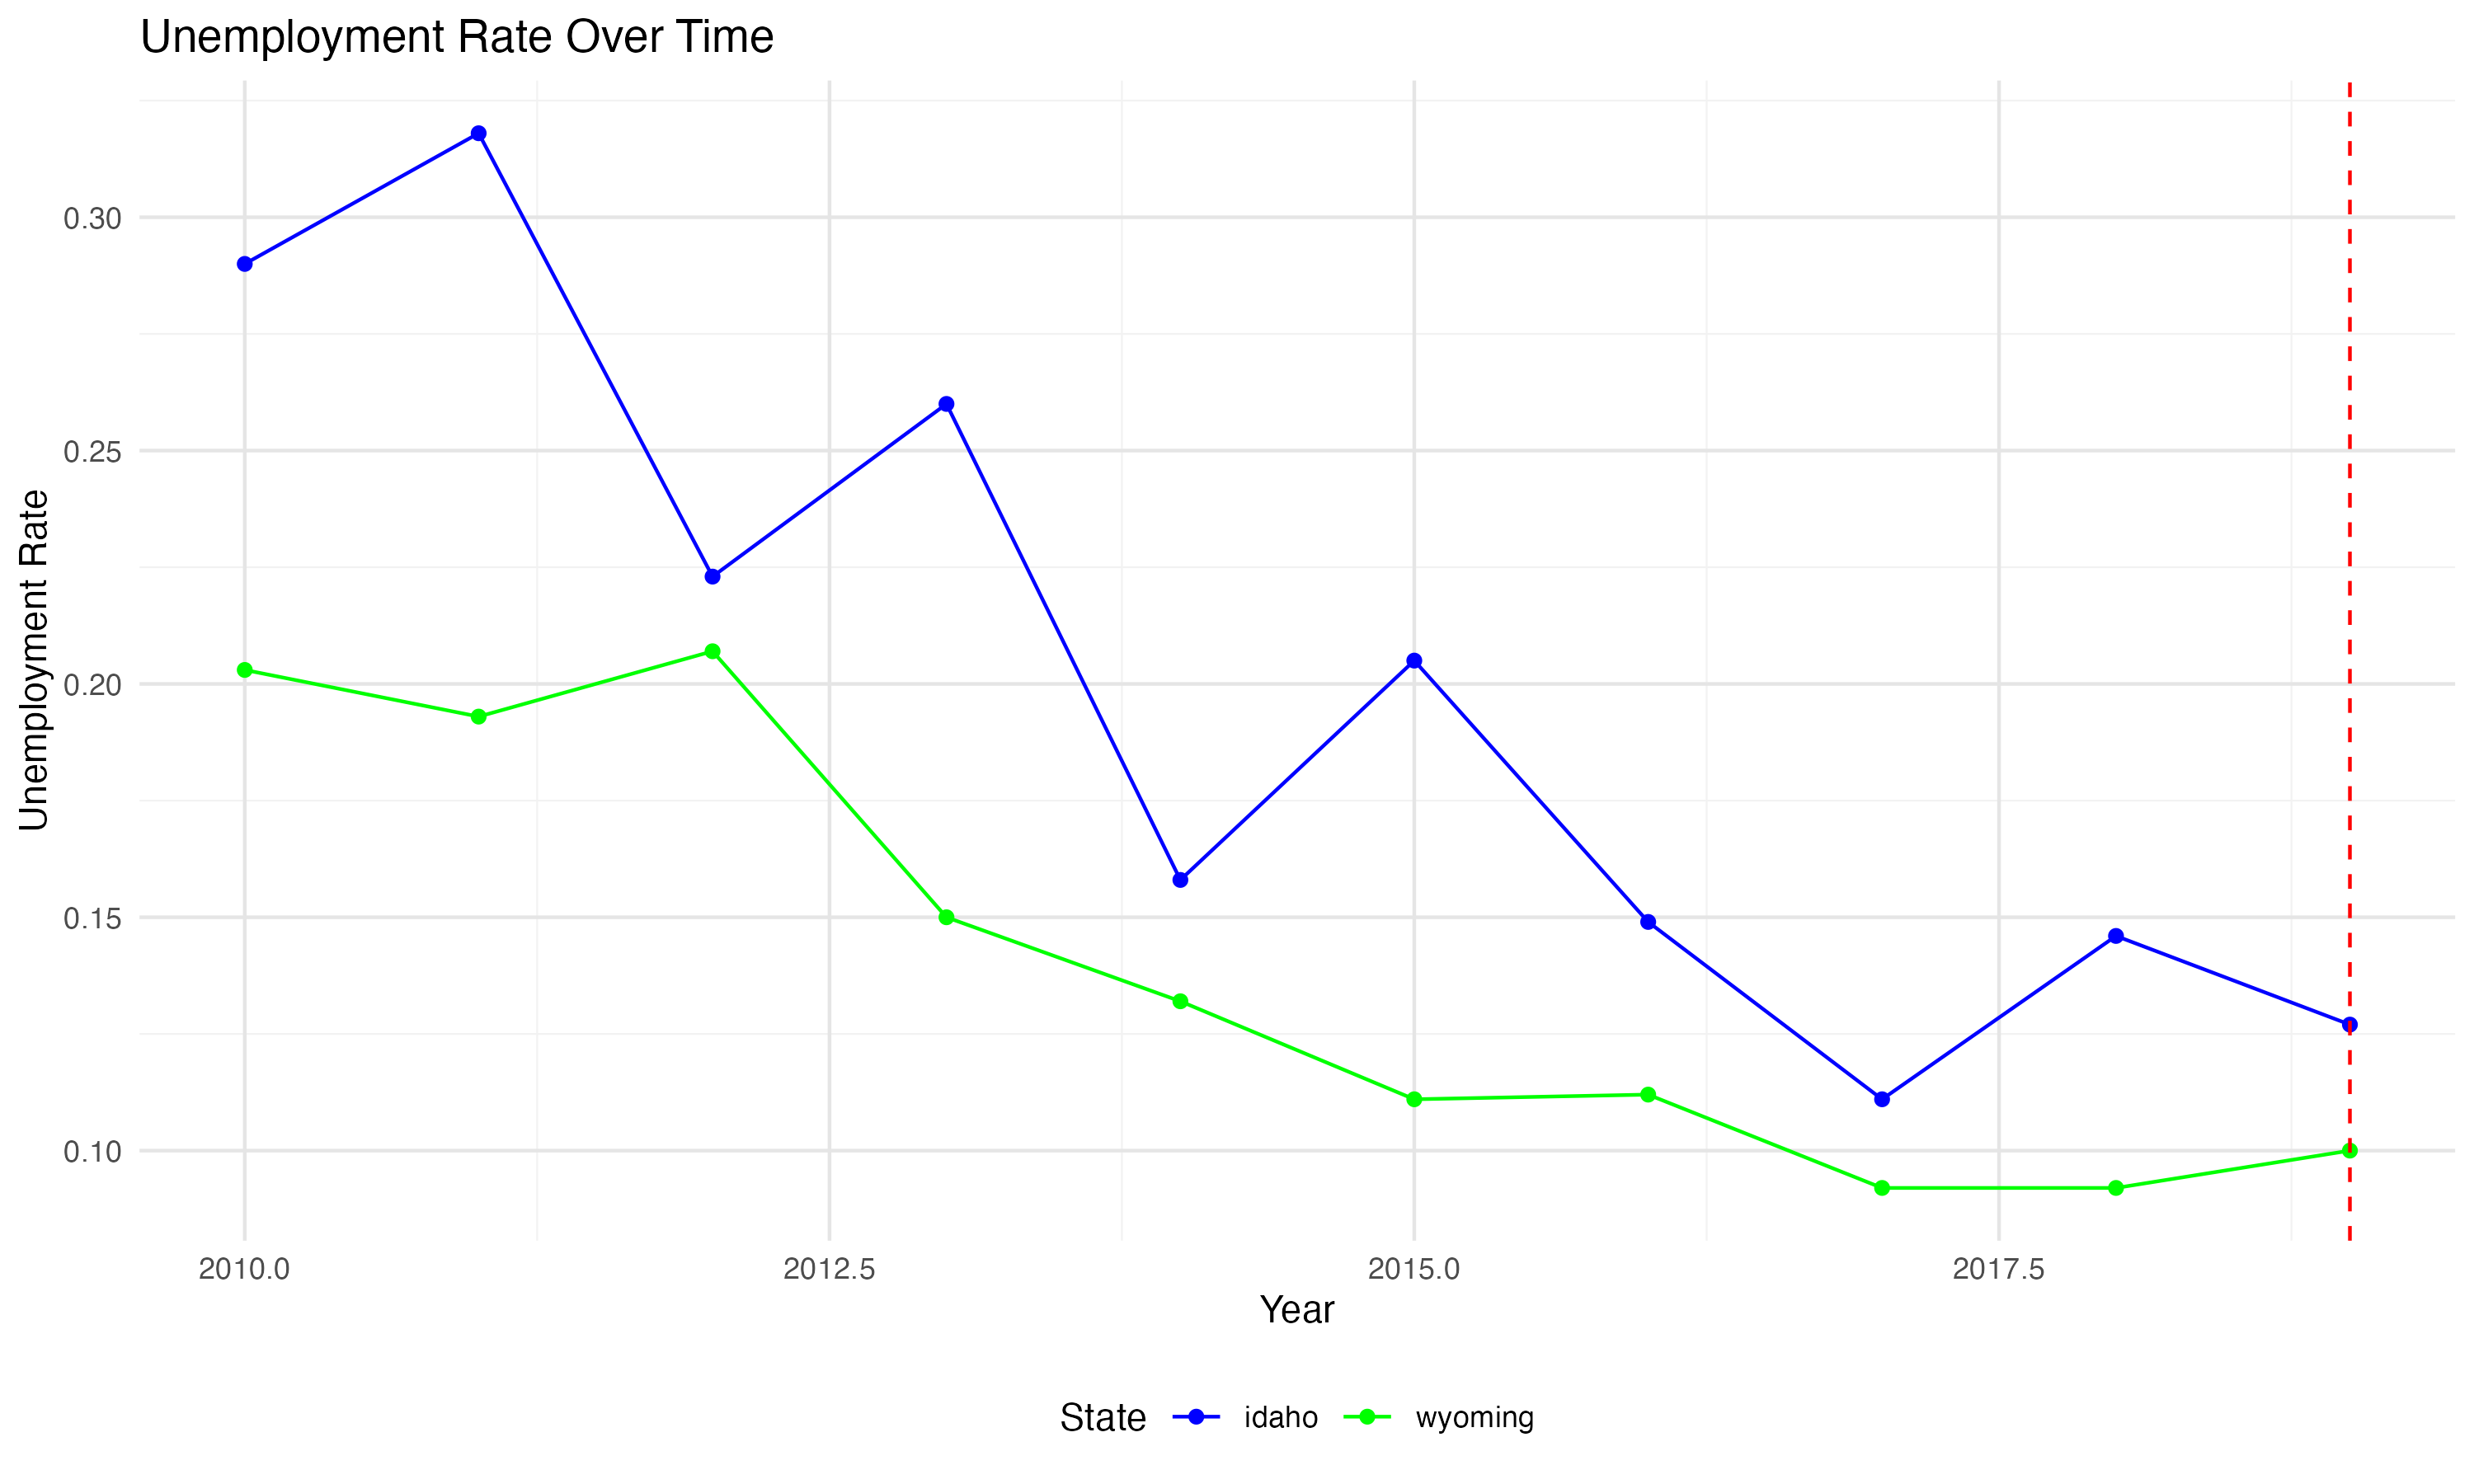 Unemployment Rate Over Time
Unemployment Rate
0.30
0.25
0.20
0.15
0.10
2010.0 2012.5 2015.0 2017.5
Year
State idaho wyoming